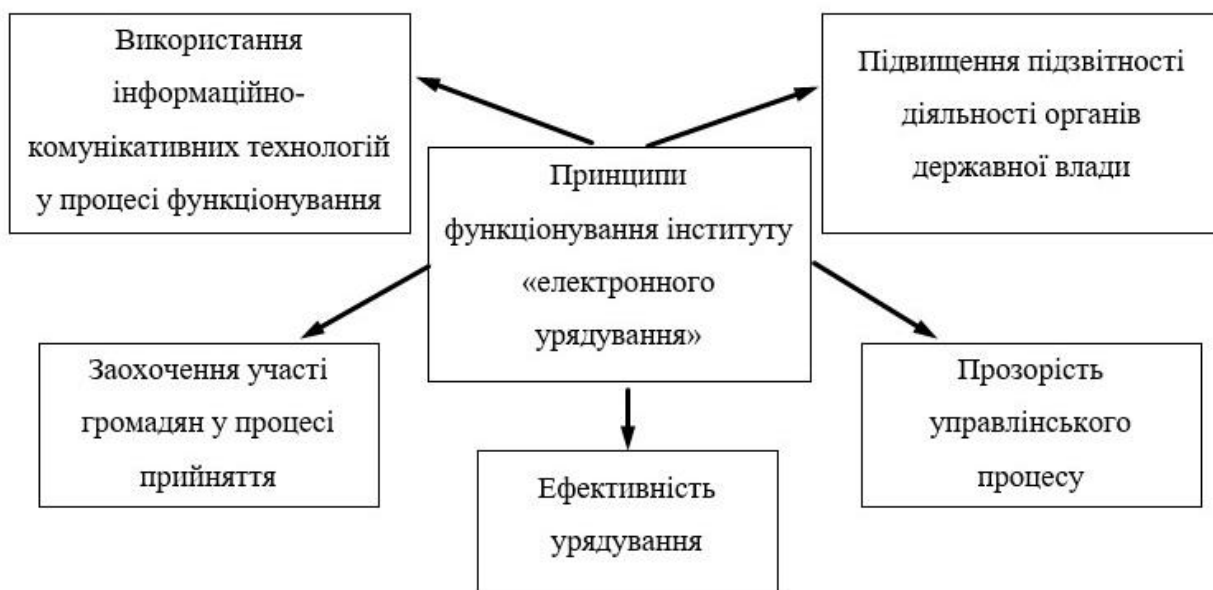 Використання
інформаційно-
комунікативних технологій
у процесі функціонування
Підвищення підзвітності
діяльності органів
державної влади
Принципи
функціонування інституту
«електронного
урядування»
Заохочення участі
громадян у процесі
прийняття
Ефективність
урядування
Прозорість
управлінського
процесу